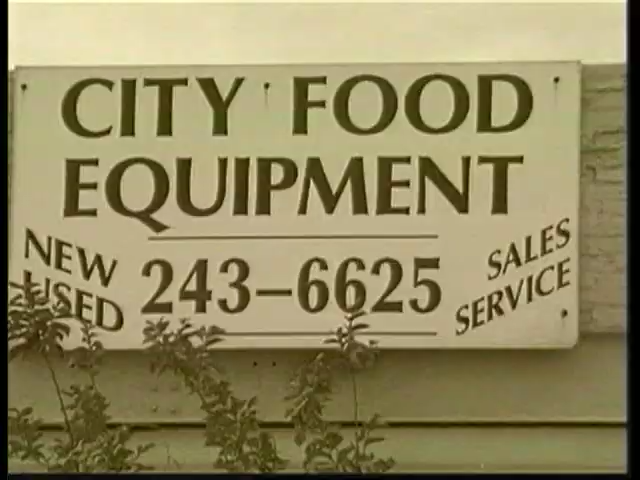 CITY FOOD
EQUIPMENT
NEW
USED
243-6625
SALES
SERVICE